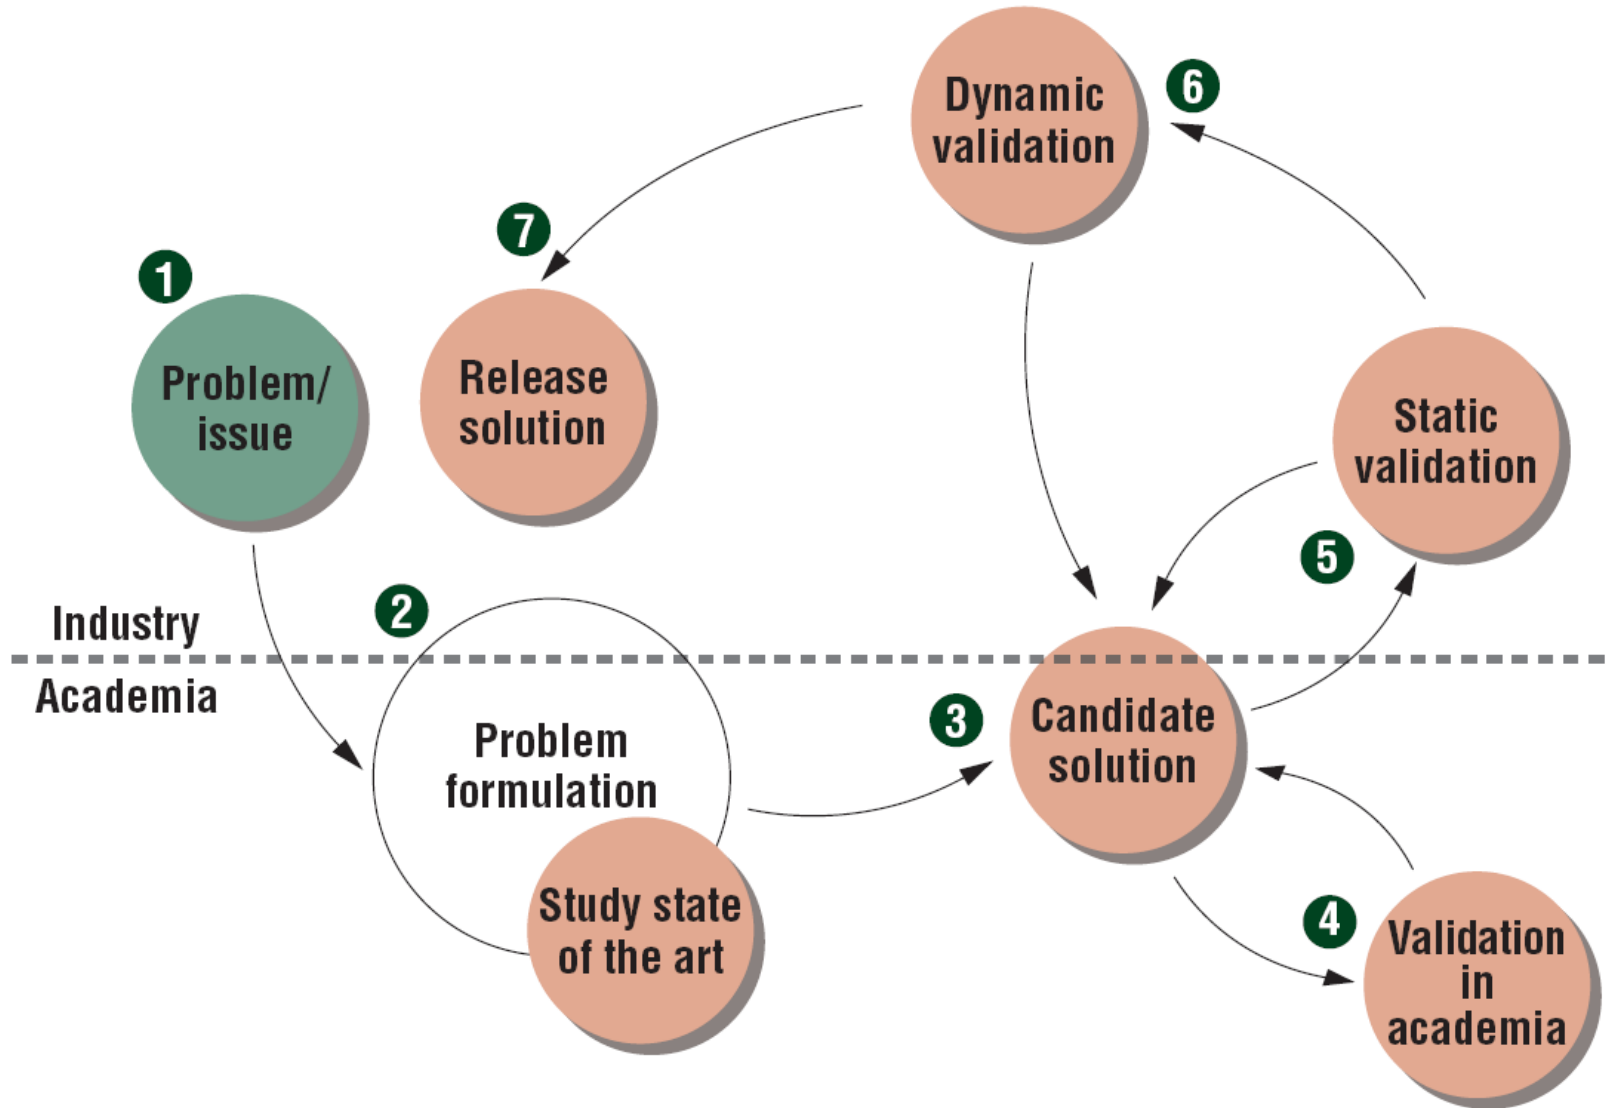 1
Problem/
issue
7
Release
solution
Dynamic
validation
6
Static
validation
5
Industry
Academia
2
Problem
formulation
Study state
of the art
3
Candidate
solution
4
Validation
in
academia